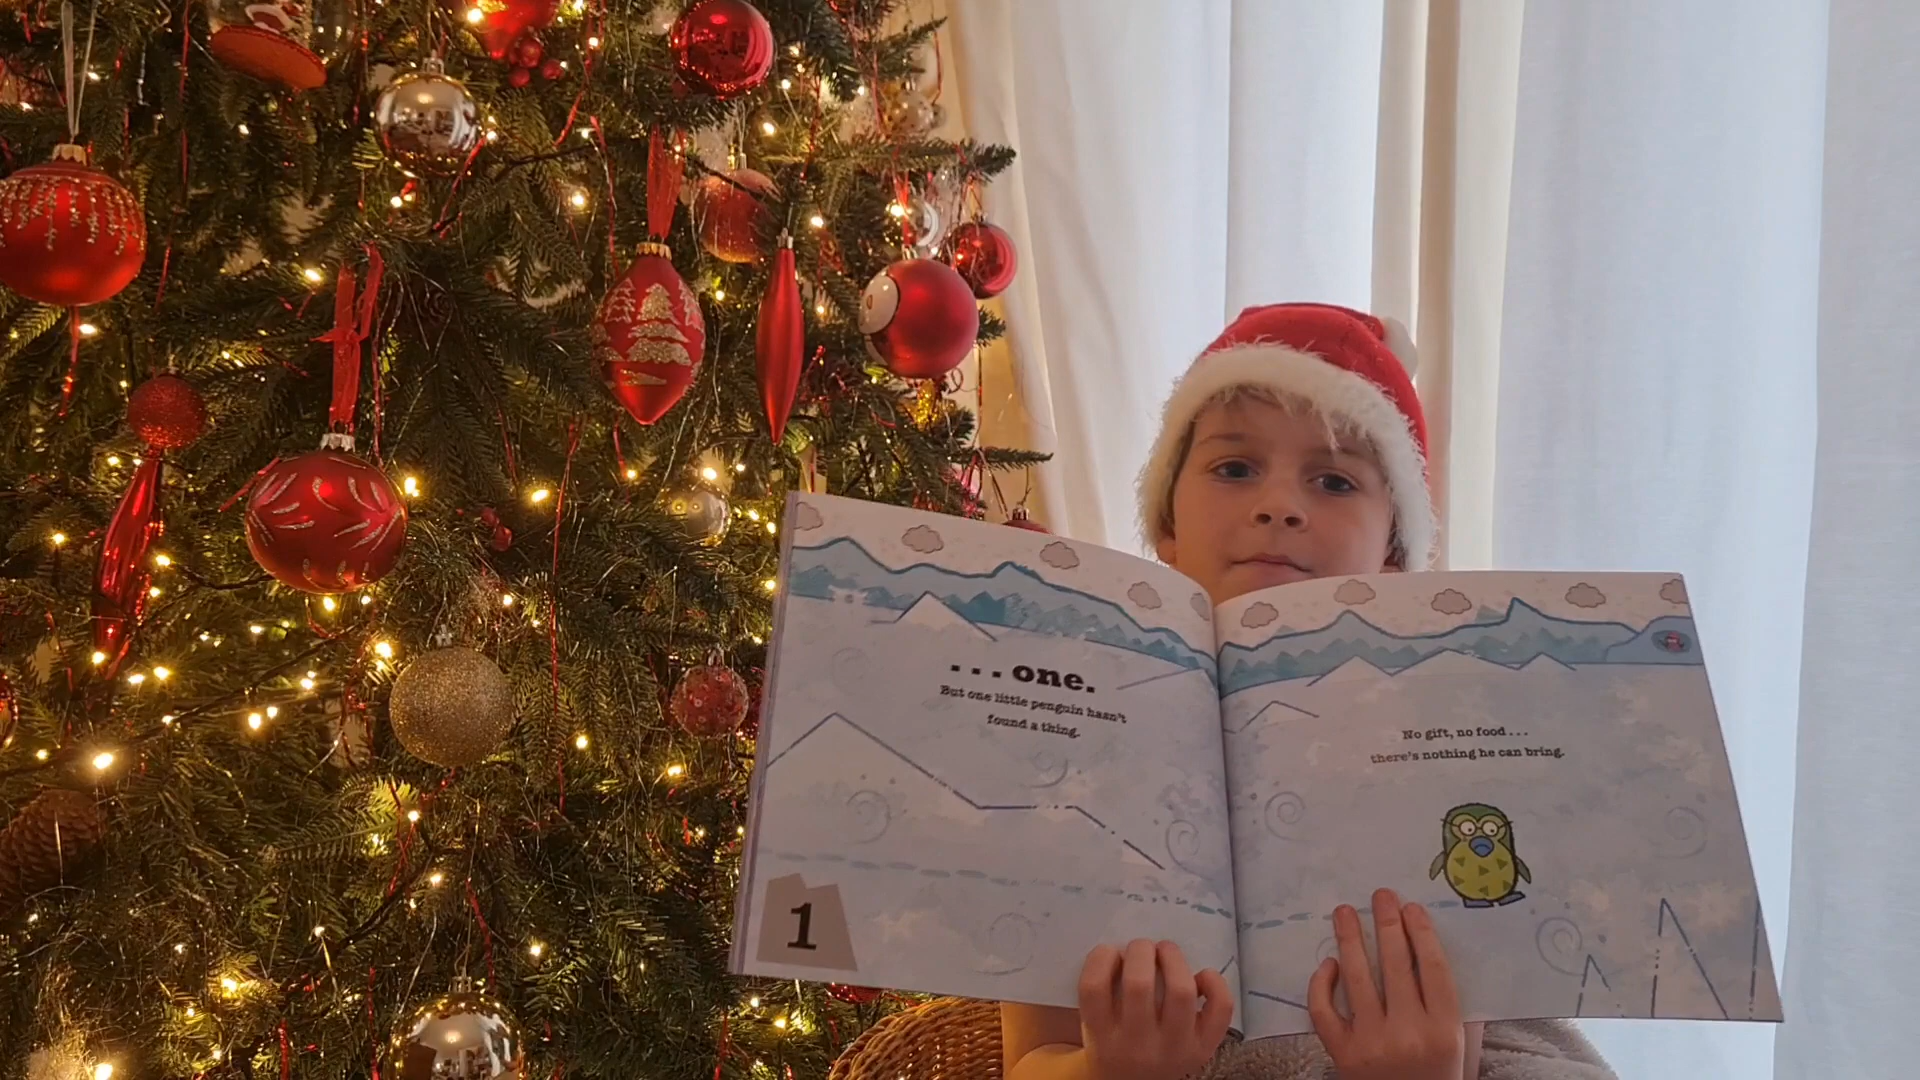 ...one.
But one little penguin hasn't
found a thing.
1
No gift, no food...
there's nothing he can bring.